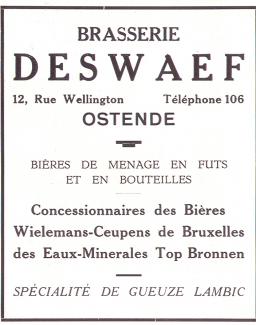 BRASSERIE
DESWAEF
12, Rue Wellington Téléphone 106
OSTENDE
BIÈRES DE MENAGE EN FUTS
ET EN BOUTEILLES
Concessionnaires des Bières
Wielemans-Ceupens de Bruxelles
des Eaux-Minerales Top Bronnen
SPÉCIALITÉ DE GUEUZE LAMBIC